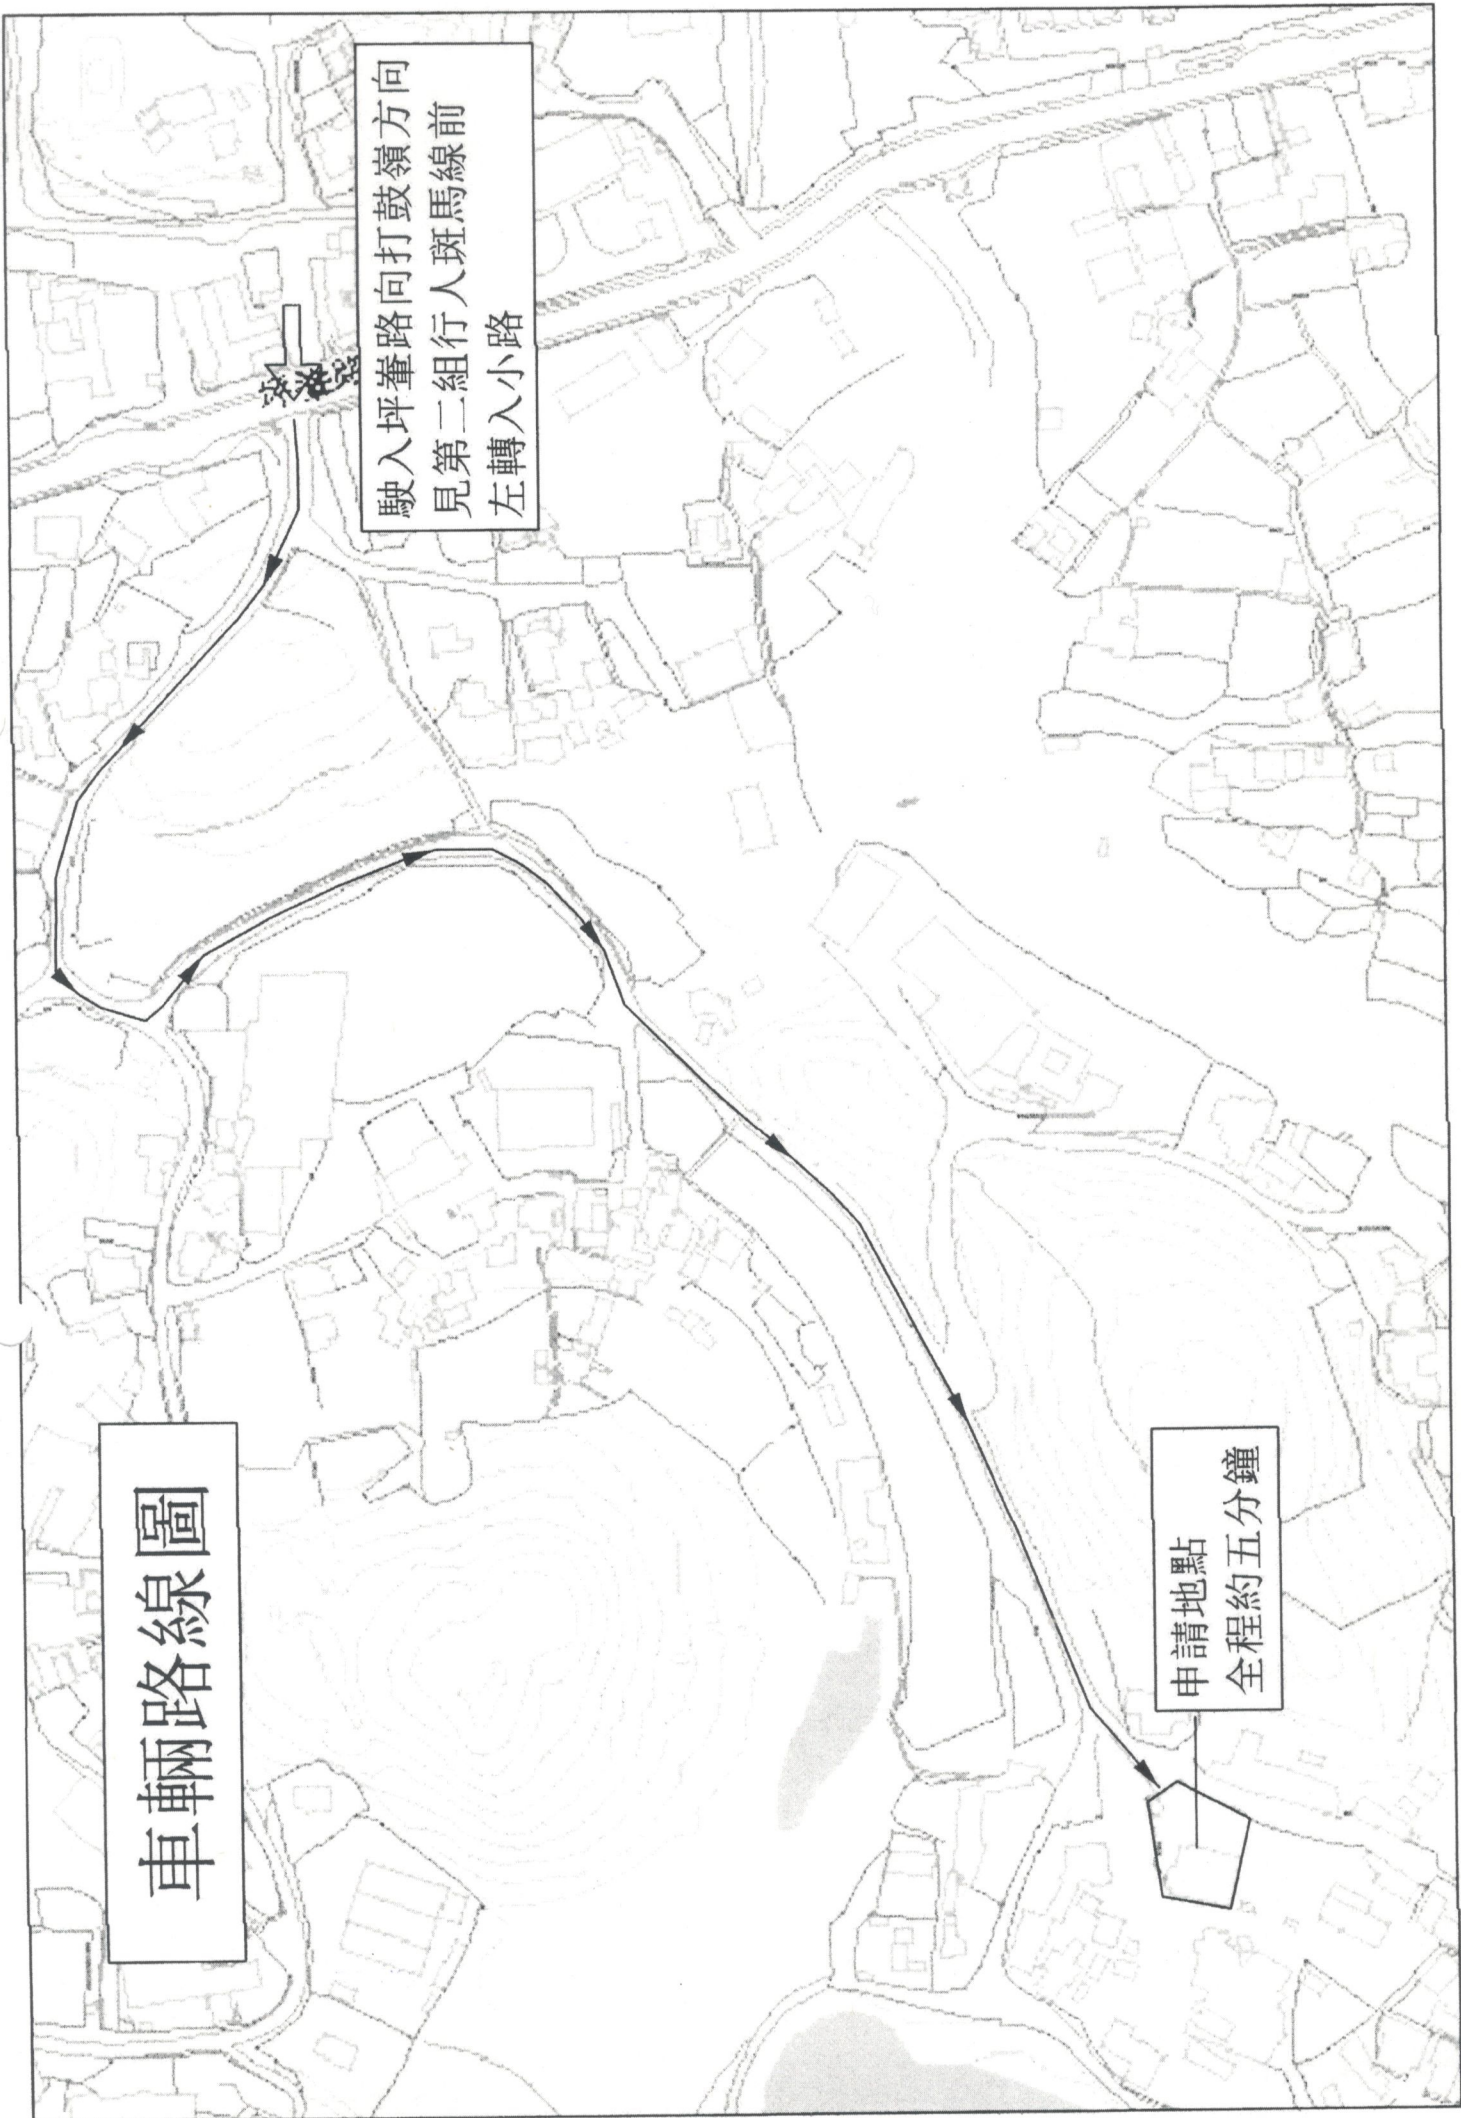 車輛路線圖
駛入坪輋路向打鼓嶺方向
見第二組行人斑馬線前
左轉入小路
申請地點
全程約五分鐘